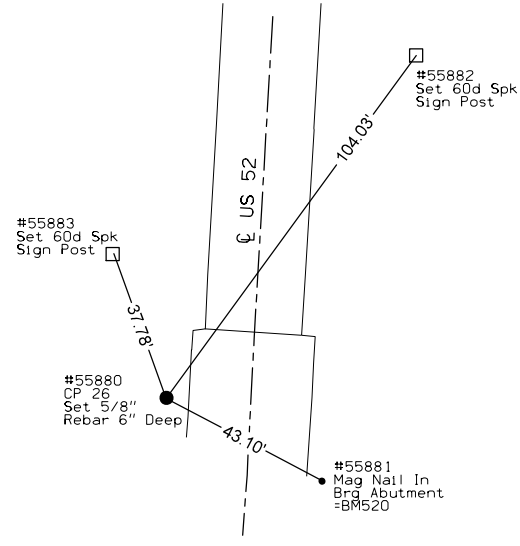 #55882
Set 60d Spk
Sign Post
104.03'
℄ US 52
#55883
Set 60d Spk
Sign Post
37.78'
#55880
CP 26
Set 5/8"
Rebar 6" Deep
43.10'
#55881
Mag Nail In
Brg Abutment
=BM520